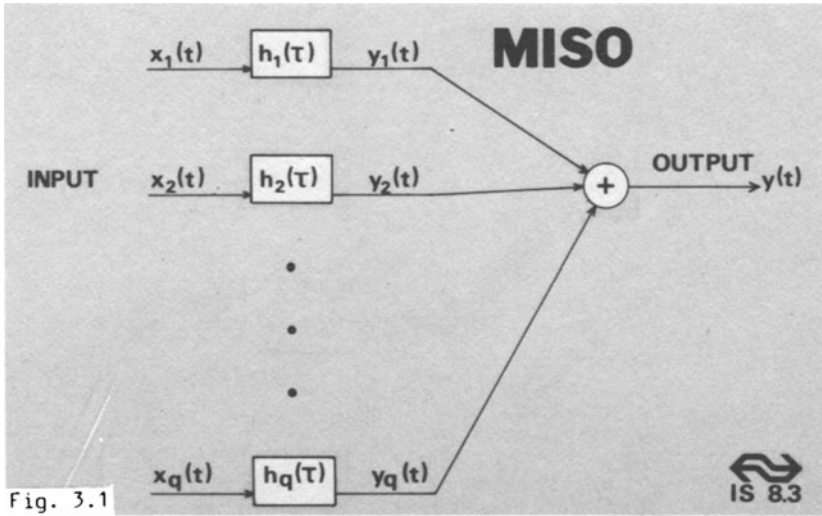 MISO
x₁(t) h₁(τ) y₁(t)
INPUT x₂(t) h₂(τ) y₂(t) + OUTPUT y(t)
x_q(t) h_q(τ) y_q(t)
IS 8.3
Fig. 3.1